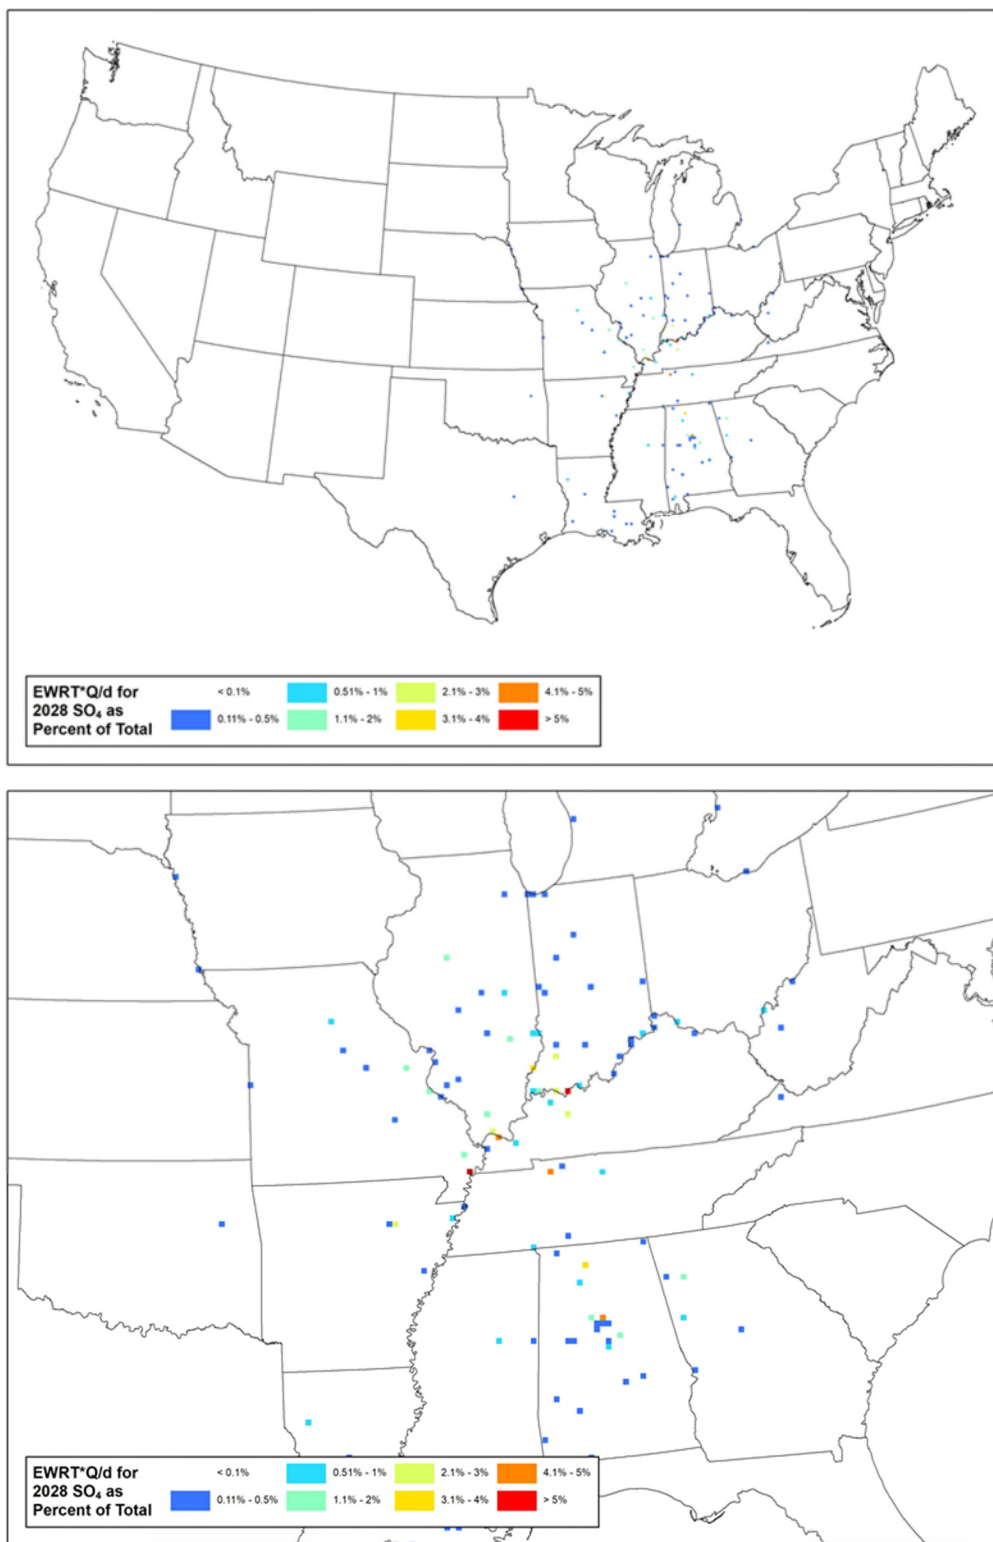 EWRT*Q/d for
2028 SO₄ as
Percent of Total
< 0.1%
0.51% - 1%
2.1% - 3%
4.1% - 5%
0.11% - 0.5%
1.1% - 2%
3.1% - 4%
> 5%
EWRT*Q/d for
2028 SO₄ as
Percent of Total
< 0.1%
0.51% - 1%
2.1% - 3%
4.1% - 5%
0.11% - 0.5%
1.1% - 2%
3.1% - 4%
> 5%